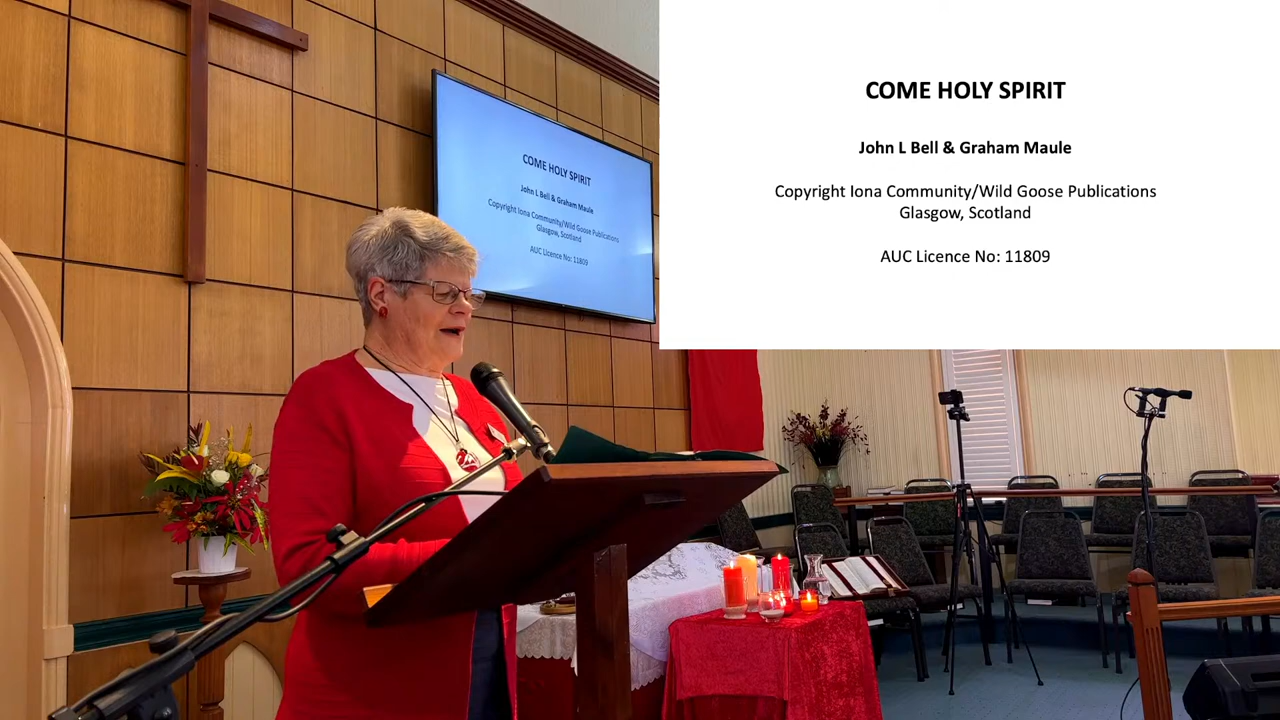 COME HOLY SPIRIT
John L Bell & Graham Maule
Copyright Iona Community/Wild Goose Publications
Glasgow, Scotland
AUC Licence No: 11809
COME HOLY SPIRIT
John L Bell & Graham Maule
Copyright Iona Community/Wild Goose Publications
Glasgow, Scotland
AUC Licence No: 11809